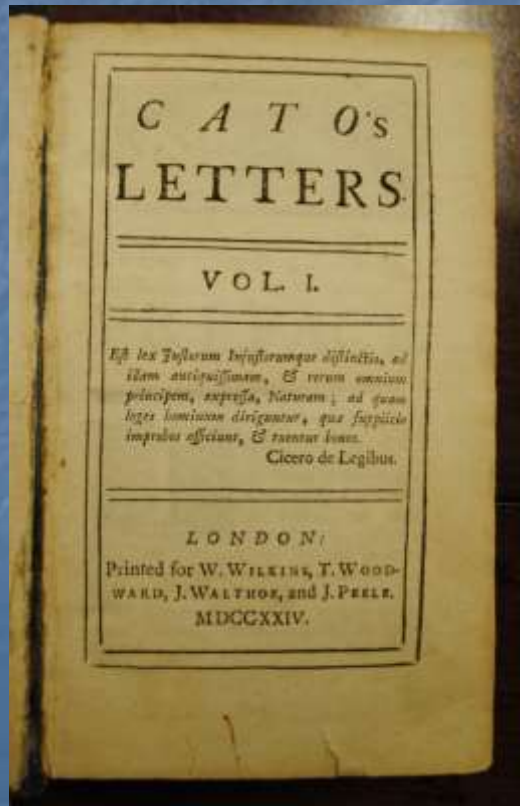 CATO's
LETTERS.
VOL. I.
Est lex Justorum Injustorumque distinctio, ad
illam antiquissimam, & rerum omnium
principem, expressa, Naturam; ad quam
leges hominum diriguntur, quæ supplicio
improbos afficiunt, & tuentur bonos.
Cicero de Legibus.
LONDON:
Printed for W. WILKINS, T. WOOD-
WARD, J. WALTHOE, and J. PEELE.
MDCCXXIV.